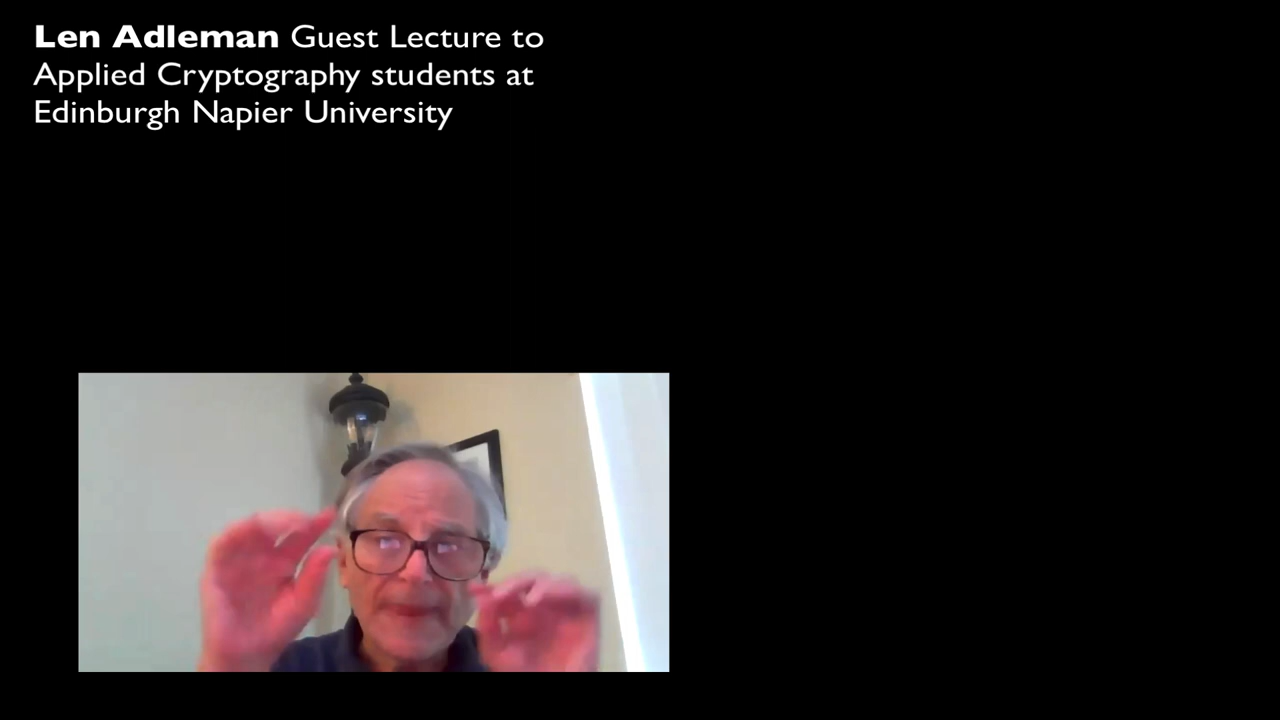 Len Adleman Guest Lecture to
Applied Cryptography students at
Edinburgh Napier University